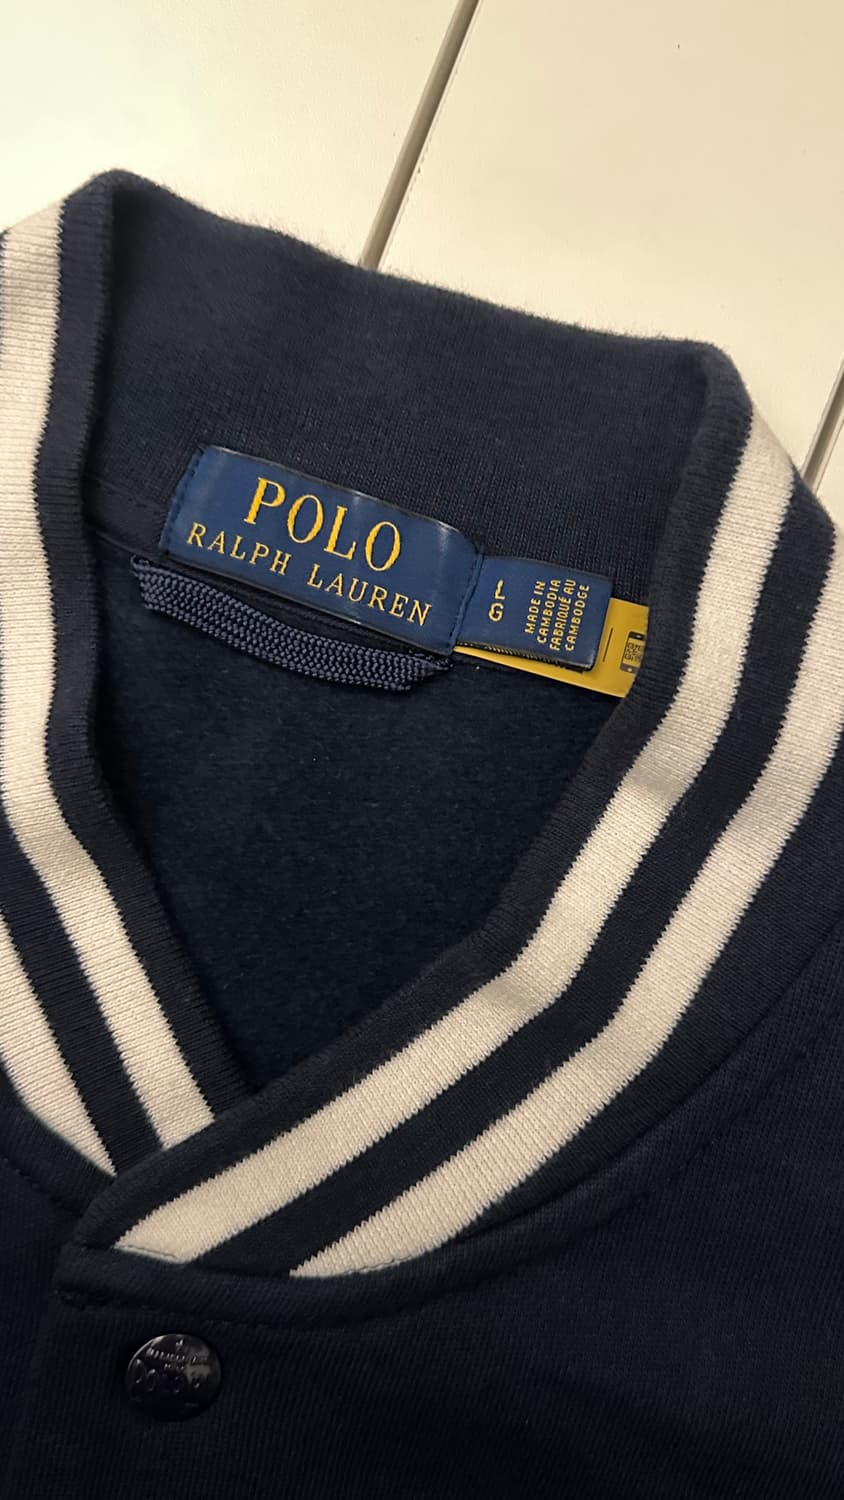 POLO
RALPH LAUREN
L
G
MADE IN
CAMBODIA
FABRIQUÉ AU
CAMBODGE